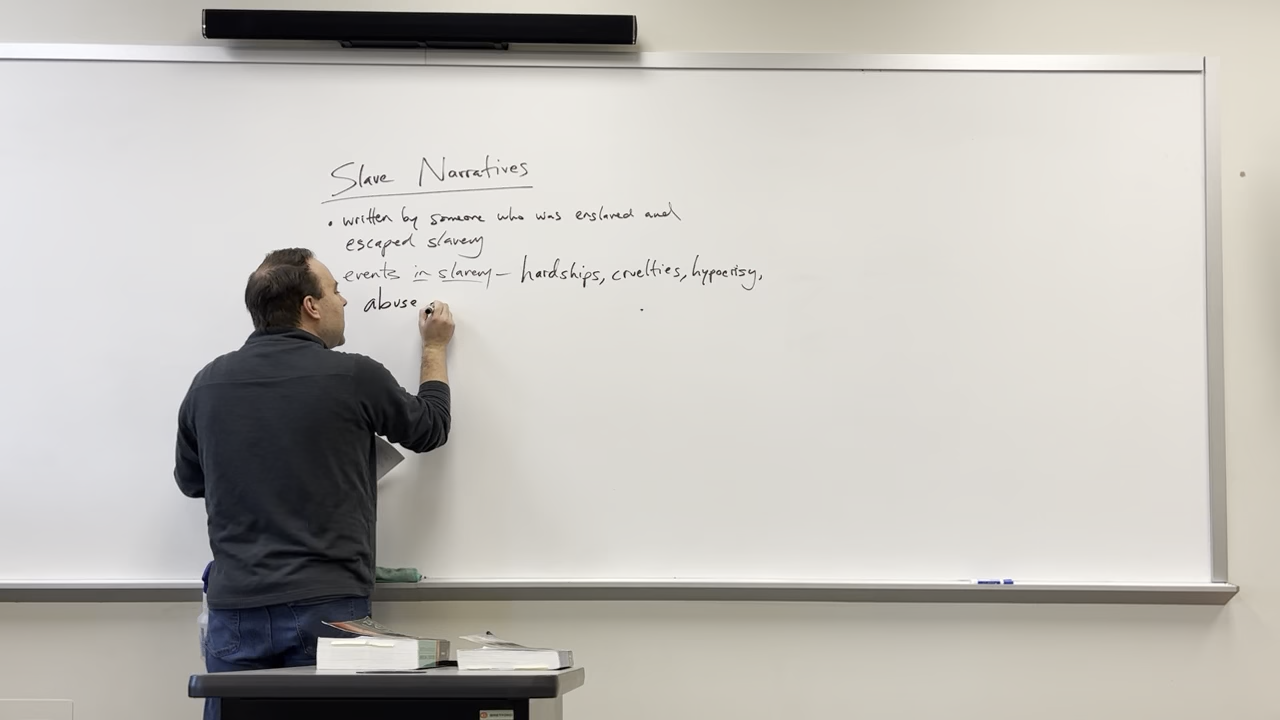 Slave Narratives
• written by someone who was enslaved and
escaped slavery
events in slavery – hardships, cruelties, hypocrisy,
abuse